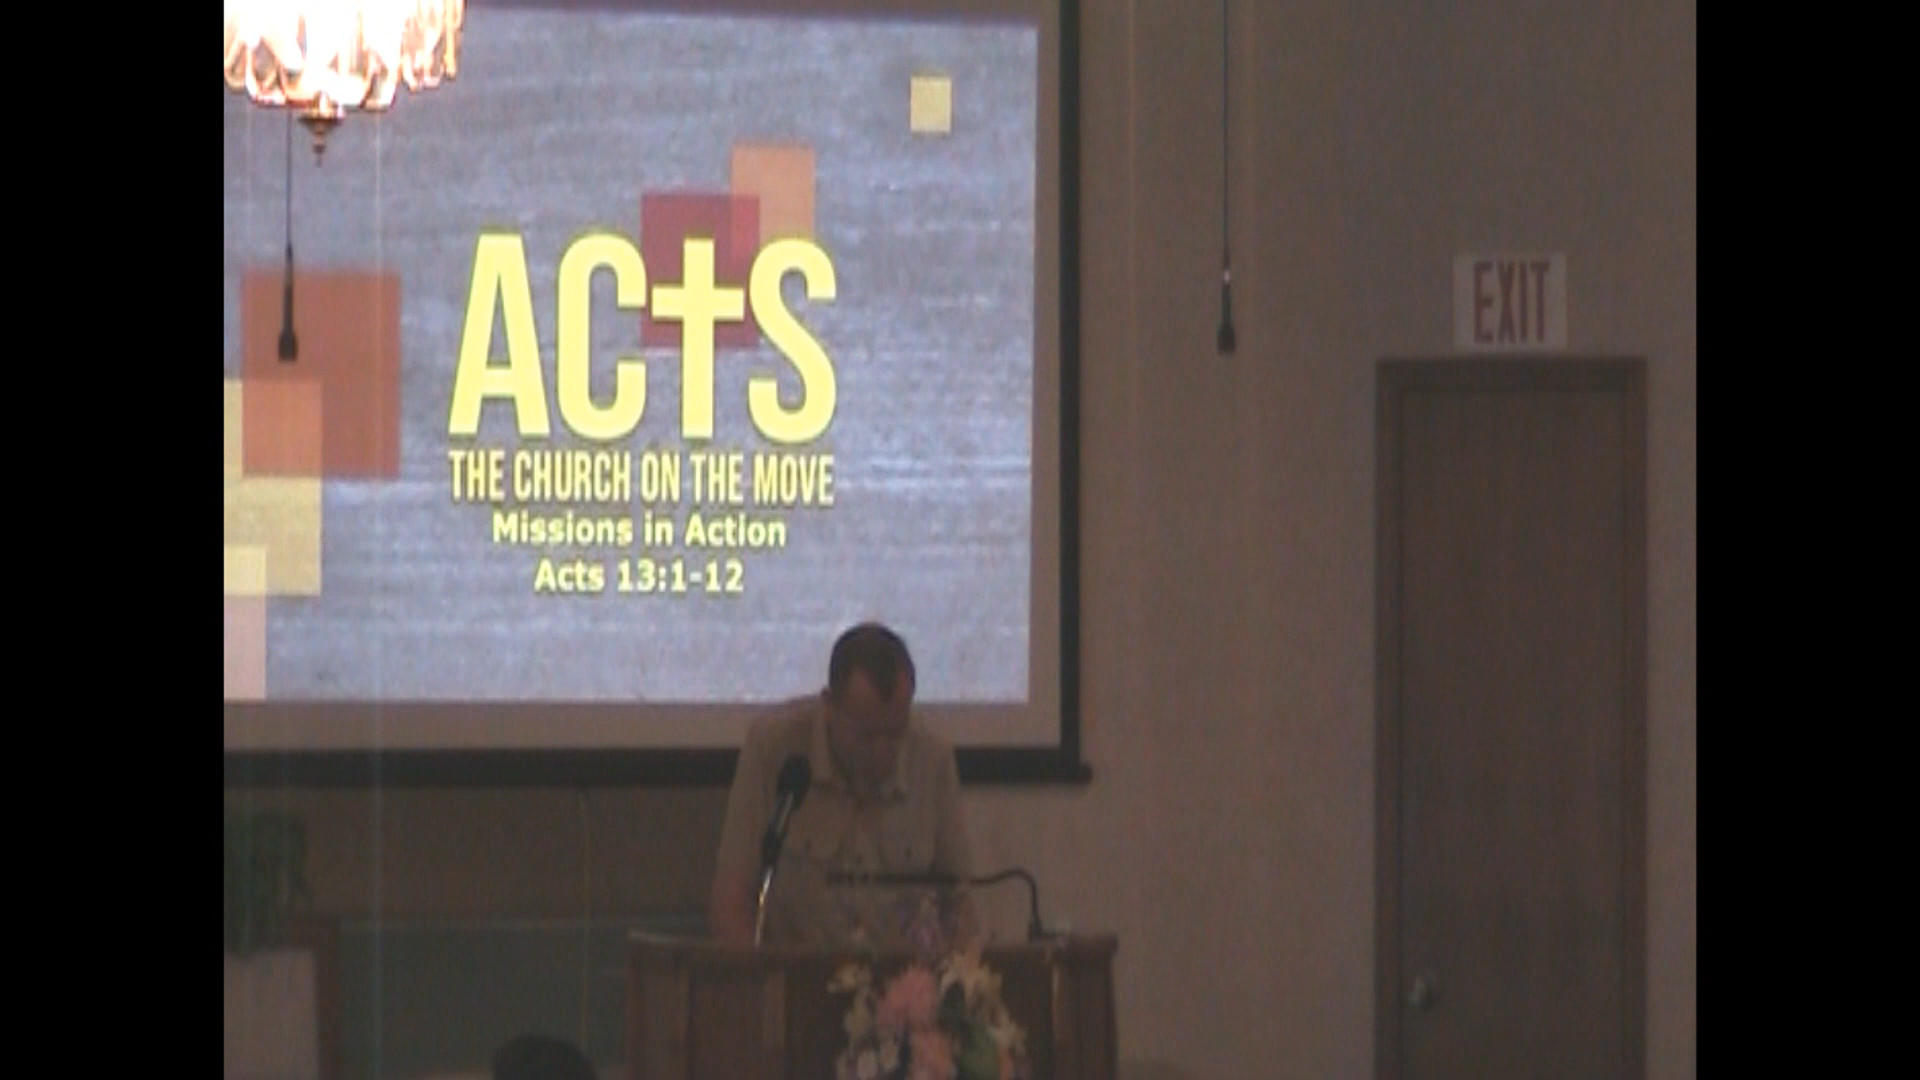 ACtS
THE CHURCH ON THE MOVE
Missions in Action
Acts 13:1-12
EXIT